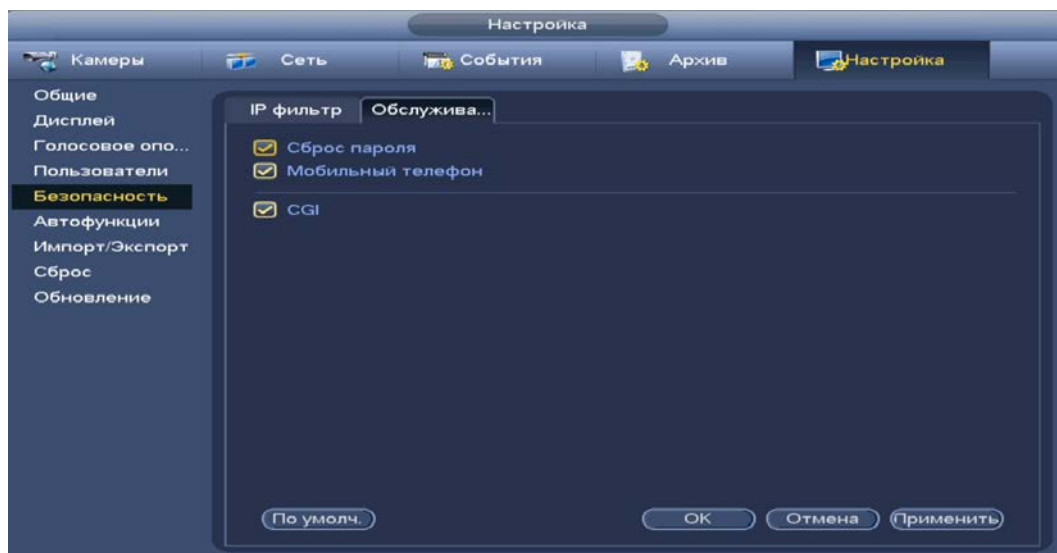 Настройка
Камеры Сеть События Архив Настройка
Общие
Дисплей
Голосовое опо...
Пользователи
Безопасность
Автофункции
Импорт/Экспорт
Сброс
Обновление
IP фильтр Обслужива...
Сброс пароля
Мобильный телефон
CGI
По умолч. OK Отмена Применить